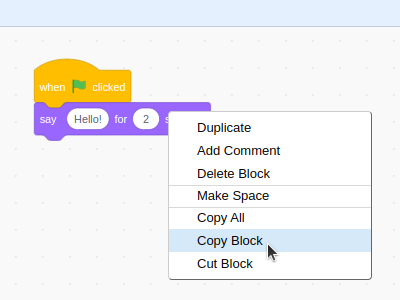 when clicked
say Hello! for 2
Duplicate
Add Comment
Delete Block
Make Space
Copy All
Copy Block
Cut Block